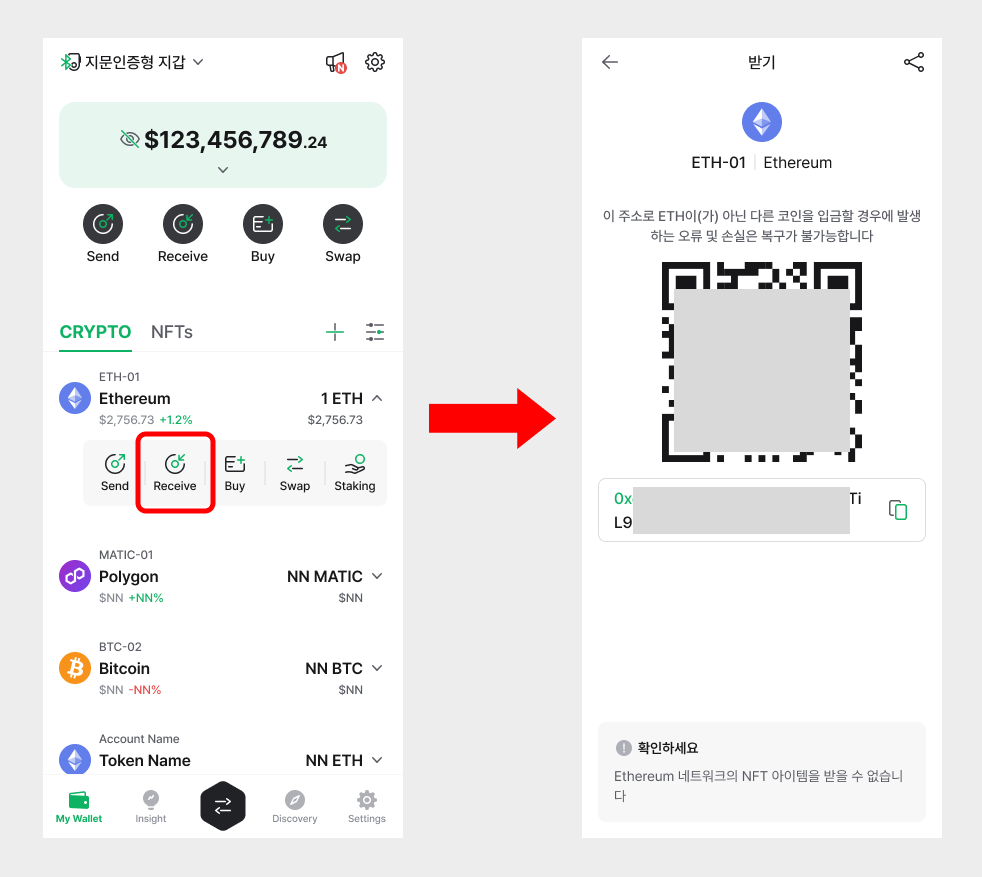 지문인증형 지갑
N
$123,456,789.24
Send
Receive
Buy
Swap
CRYPTO
NFTs
ETH-01
Ethereum
1 ETH
$2,756.73 +1.2%
$2,756.73
Send
Receive
Buy
Swap
Staking
MATIC-01
Polygon
NN MATIC
$NN +NN%
$NN
BTC-02
Bitcoin
NN BTC
$NN -NN%
$NN
Account Name
Token Name
NN ETH
My Wallet
Insight
Discovery
Settings
받기
ETH-01 | Ethereum
이 주소로 ETH이(가) 아닌 다른 코인을 입금할 경우에 발생
하는 오류 및 손실은 복구가 불가능합니다
0x Ti
L9
확인하세요
Ethereum 네트워크의 NFT 아이템을 받을 수 없습니
다